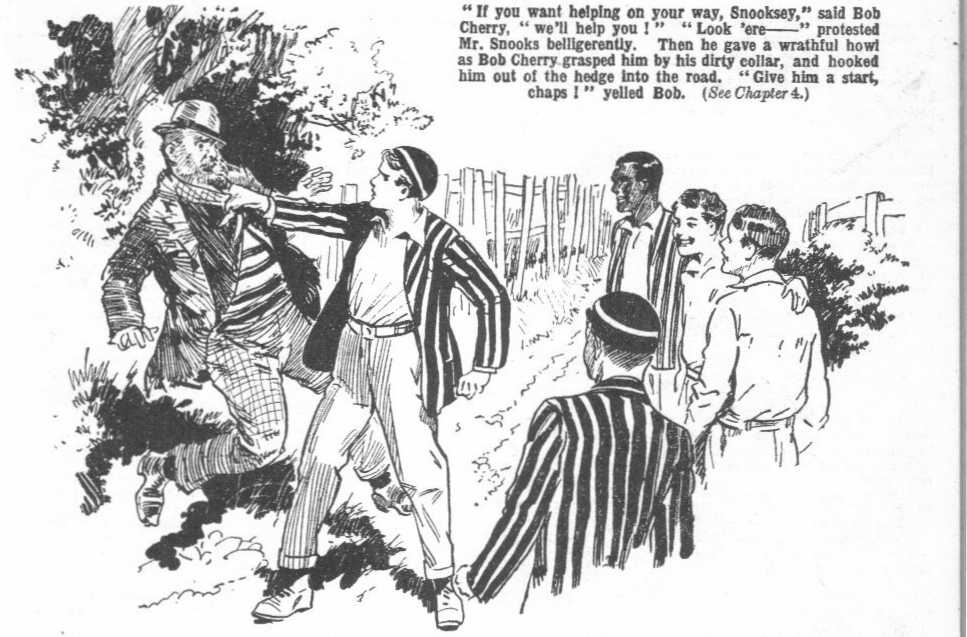 “ If you want helping on your way, Snooksey,” said Bob
Cherry, “ we’ll help you ! ” “ Look ’ere—— ” protested
Mr. Snooks belligerently. Then he gave a wrathful howl
as Bob Cherry grasped him by his dirty collar, and hooked
him out of the hedge into the road. “ Give him a start,
chaps ! ” yelled Bob. (See Chapter 4.)